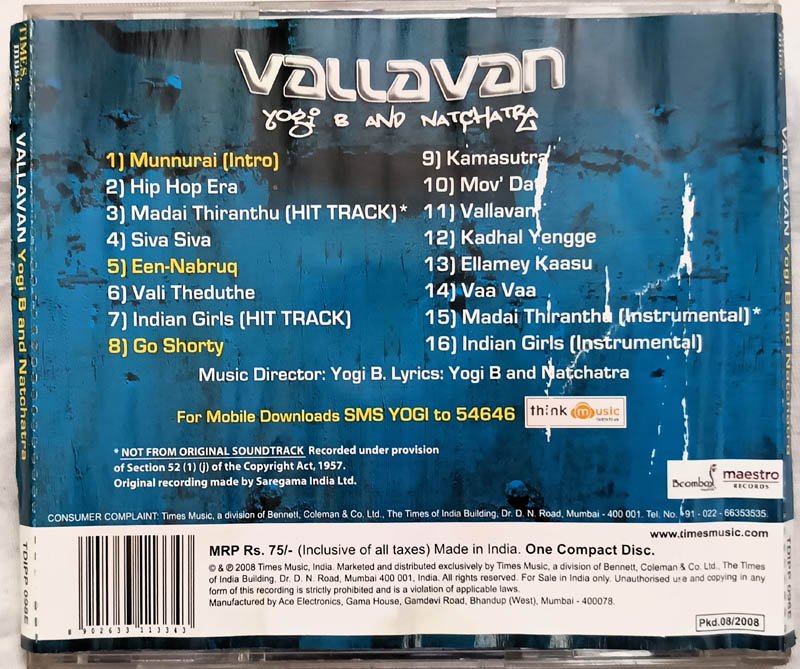 VALLAVAN
Yogi B AND NATCHATRA
1) Munnurai (Intro)
2) Hip Hop Era
3) Madai Thiranthu (HIT TRACK)*
4) Siva Siva
5) Een-Nabruq
6) Vali Theduthe
7) Indian Girls (HIT TRACK)
8) Go Shorty
9) Kamasutra
10) Mov' Da
11) Vallavan
12) Kadhal Yengge
13) Ellamey Kaasu
14) Vaa Vaa
15) Madai Thiranthu (Instrumental)*
16) Indian Girls (Instrumental)
Music Director: Yogi B. Lyrics: Yogi B and Natchatra
For Mobile Downloads SMS YOGI to 54646
think music
* NOT FROM ORIGINAL SOUNDTRACK Recorded under provision
of Section 52 (1) (j) of the Copyright Act, 1957.
Original recording made by Saregama India Ltd.
Boombax
maestro
RECORDS
CONSUMER COMPLAINT: Times Music, a division of Bennett, Coleman & Co. Ltd., The Times of India Building, Dr. D. N. Road, Mumbai - 400 001. Tel. No. +91 - 022 - 66353535.
www.timesmusic.com
MRP Rs. 75/- (Inclusive of all taxes) Made in India. One Compact Disc.
© & ℗ 2008 Times Music, India. Marketed and distributed exclusively by Times Music, a division of Bennett, Coleman & Co. Ltd., The Times
of India Building, Dr. D. N. Road, Mumbai 400 001, India. All rights reserved. For Sale in India only. Unauthorised use and copying in any
form of this recording is strictly prohibited and is a violation of applicable laws.
Manufactured by Ace Electronics, Gama House, Gamdevi Road, Bhandup (West), Mumbai - 400078.
8 902633 113343
Pkd.08/2008
TIMES music
VALLAVAN Yogi B and Natchatra
TDIPF 098E
music
VALLAVAN Yogi B and Natchatra
TDIPF 098E